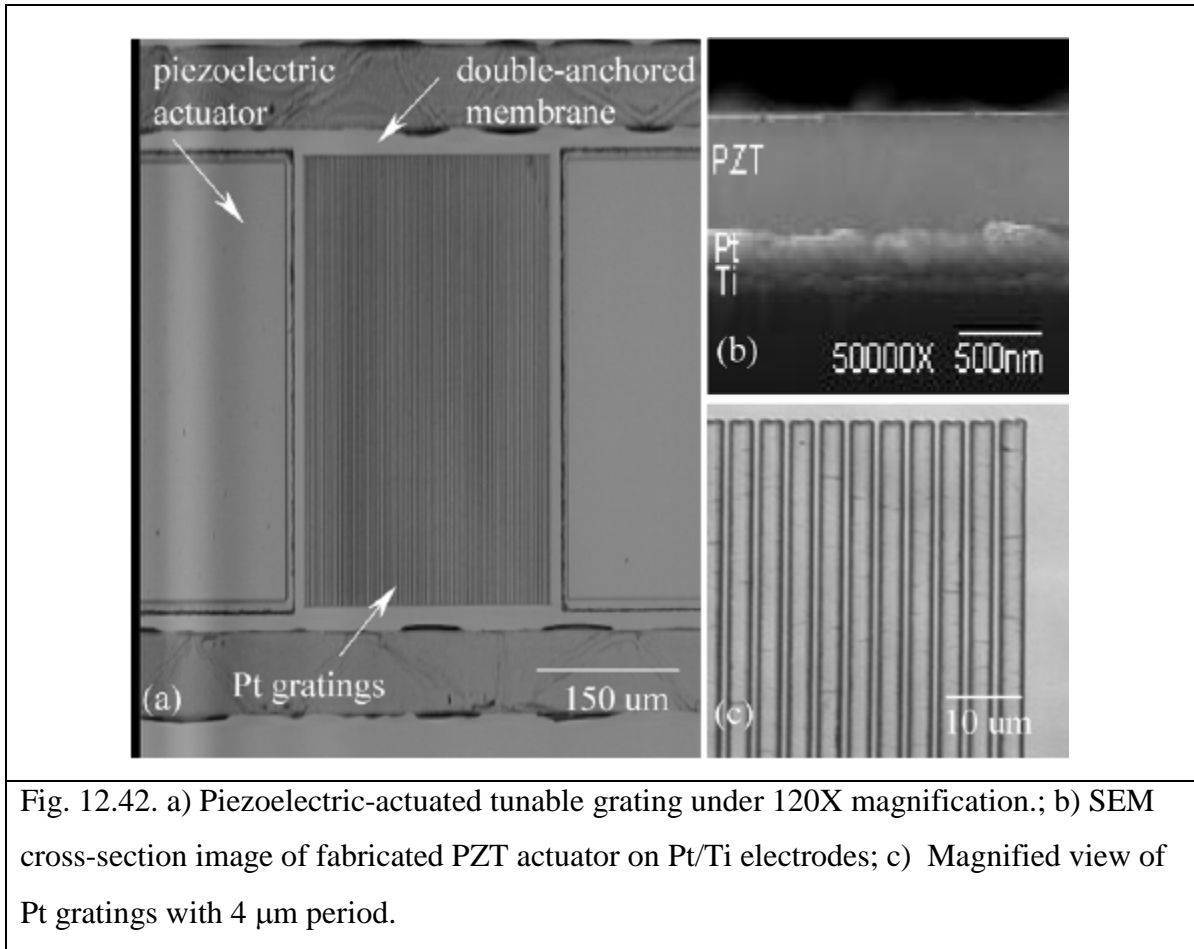 piezoelectric
actuator
double-anchored
membrane
Pt gratings
(a)
150 um
PZT
Pt
Ti
(b)
50000X 500nm
(c)
10 um
Fig. 12.42. a) Piezoelectric-actuated tunable grating under 120X magnification.; b) SEM
cross-section image of fabricated PZT actuator on Pt/Ti electrodes; c) Magnified view of
Pt gratings with 4 μm period.